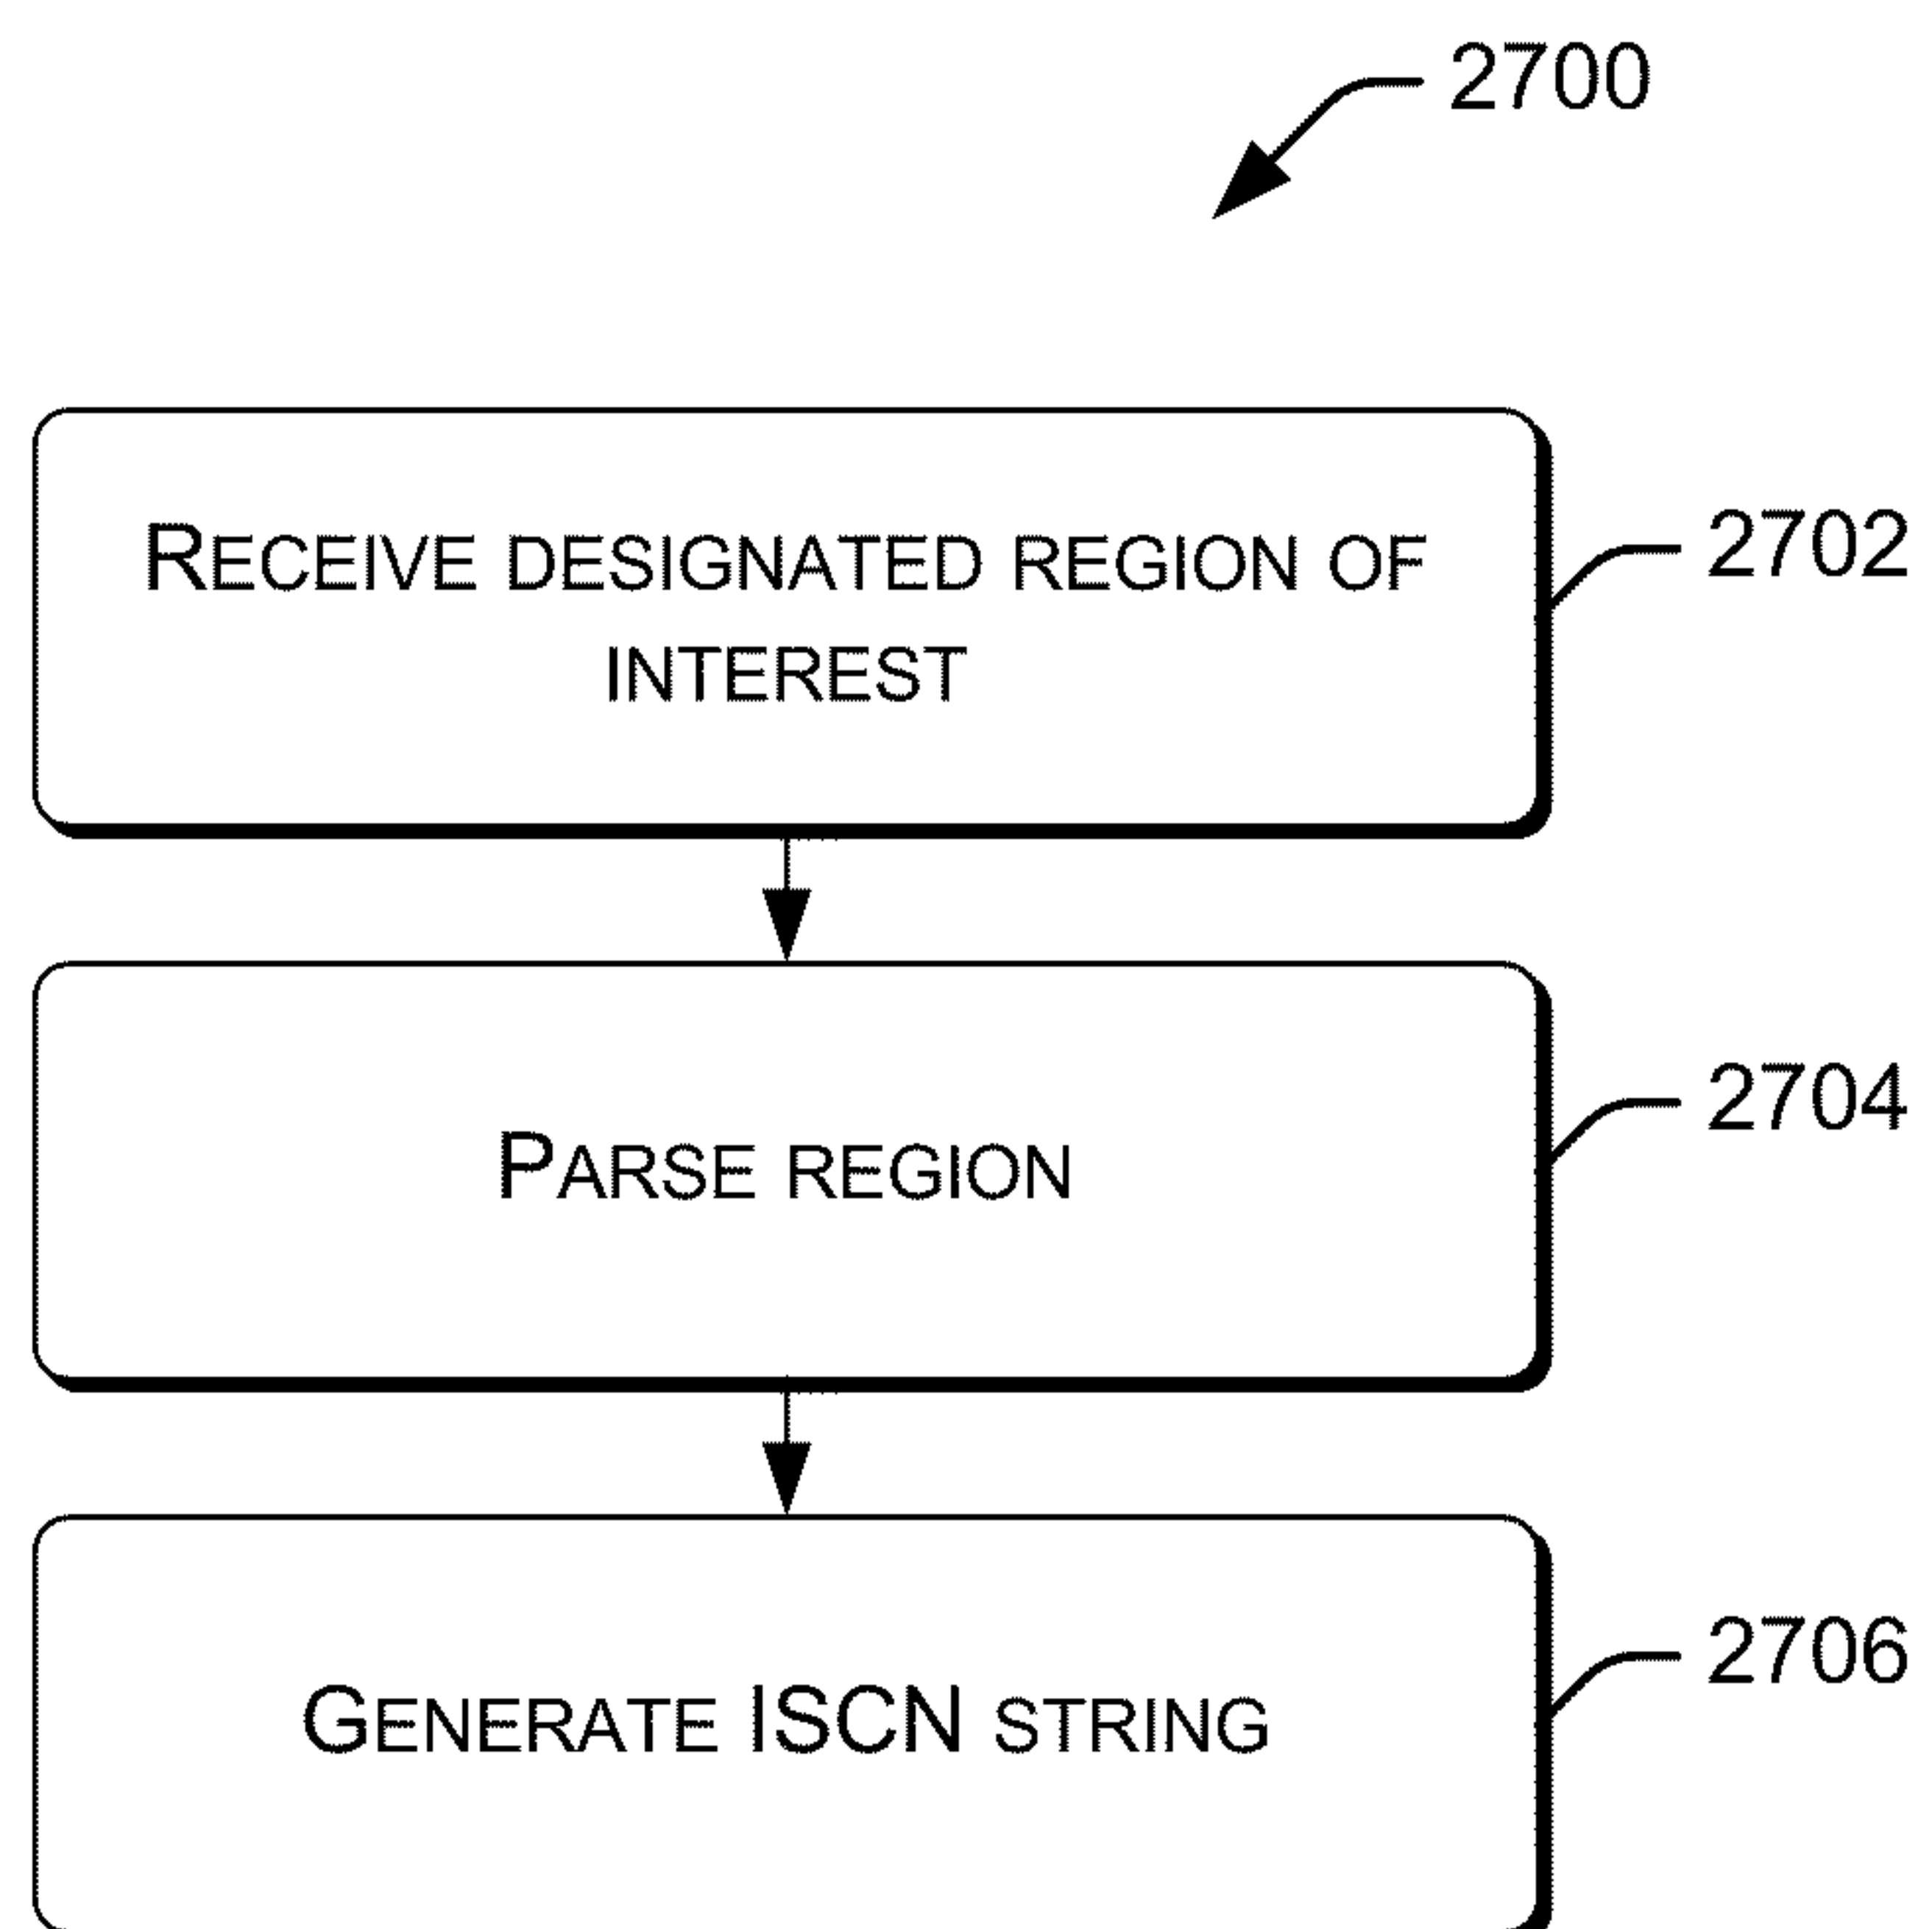 2700
RECEIVE DESIGNATED REGION OF
INTEREST
2702
PARSE REGION
2704
GENERATE ISCN STRING
2706